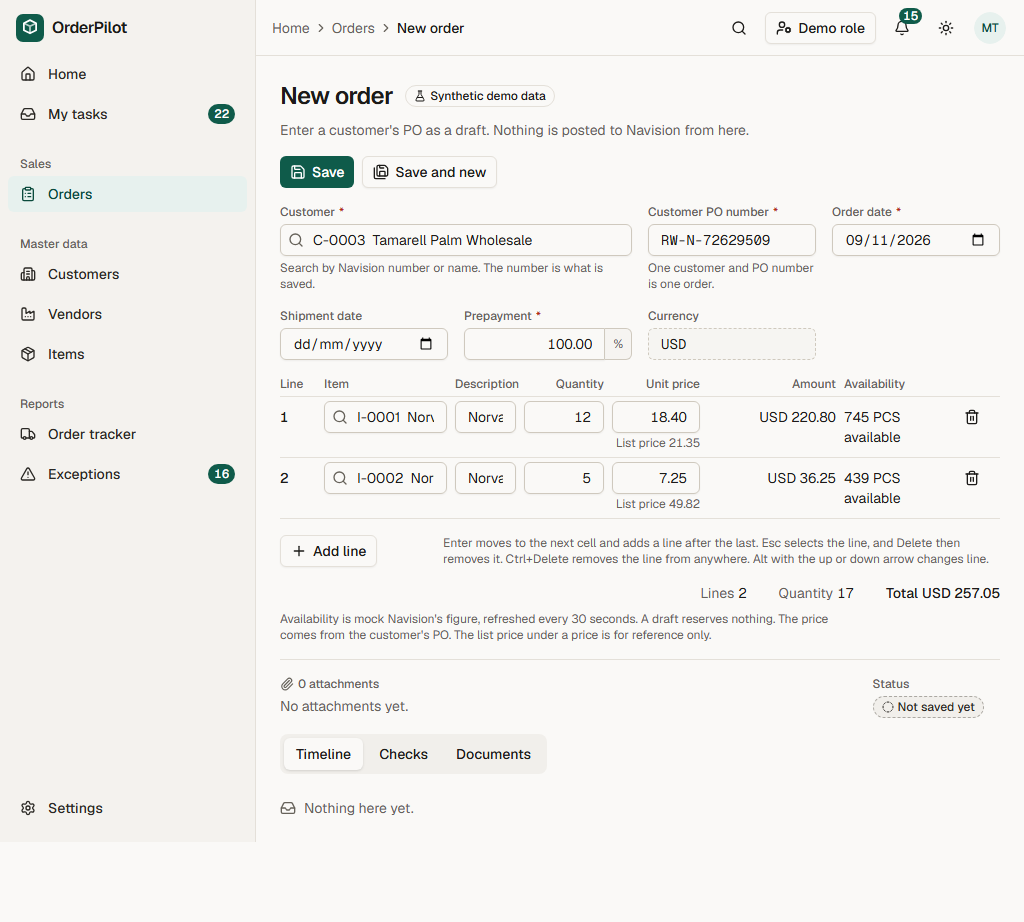 OrderPilot
Home
My tasks 22
Sales
Orders
Master data
Customers
Vendors
Items
Reports
Order tracker
Exceptions 16
Settings
Home > Orders > New order
Demo role
15
MT
New order
Synthetic demo data
Enter a customer's PO as a draft. Nothing is posted to Navision from here.
Save
Save and new
Customer *
C-0003 Tamarell Palm Wholesale
Search by Navision number or name. The number is what is
saved.
Customer PO number *
RW-N-72629509
One customer and PO number
is one order.
Order date *
09/11/2026
Shipment date
dd/mm/yyyy
Prepayment *
100.00 %
Currency
USD
Line Item Description Quantity Unit price Amount Availability
1 I-0001 Norv Norva 12 18.40 USD 220.80 745 PCS
available
List price 21.35
2 I-0002 Nor Norva 5 7.25 USD 36.25 439 PCS
available
List price 49.82
+ Add line
Enter moves to the next cell and adds a line after the last. Esc selects the line, and Delete then
removes it. Ctrl+Delete removes the line from anywhere. Alt with the up or down arrow changes line.
Lines 2 Quantity 17 Total USD 257.05
Availability is mock Navision's figure, refreshed every 30 seconds. A draft reserves nothing. The price
comes from the customer's PO. The list price under a price is for reference only.
0 attachments
No attachments yet.
Status
Not saved yet
Timeline Checks Documents
Nothing here yet.